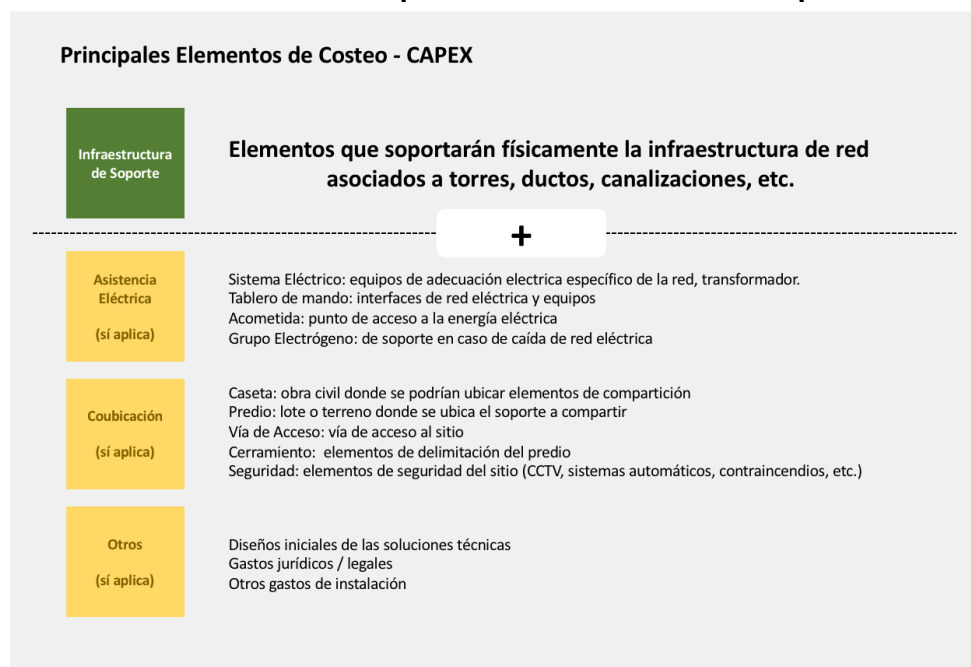 Principales Elementos de Costeo - CAPEX
Infraestructura
de Soporte
Elementos que soportarán físicamente la infraestructura de red
asociados a torres, ductos, canalizaciones, etc.
+
Asistencia
Eléctrica
(sí aplica)
Sistema Eléctrico: equipos de adecuación electrica específico de la red, transformador.
Tablero de mando: interfaces de red eléctrica y equipos
Acometida: punto de acceso a la energía eléctrica
Grupo Electrógeno: de soporte en caso de caída de red eléctrica
Coubicación
(sí aplica)
Caseta: obra civil donde se podrían ubicar elementos de compartición
Predio: lote o terreno donde se ubica el soporte a compartir
Vía de Acceso: vía de acceso al sitio
Cerramiento:  elementos de delimitación del predio
Seguridad: elementos de seguridad del sitio (CCTV, sistemas automáticos, contraincendios, etc.)
Otros
(sí aplica)
Diseños iniciales de las soluciones técnicas
Gastos jurídicos / legales
Otros gastos de instalación